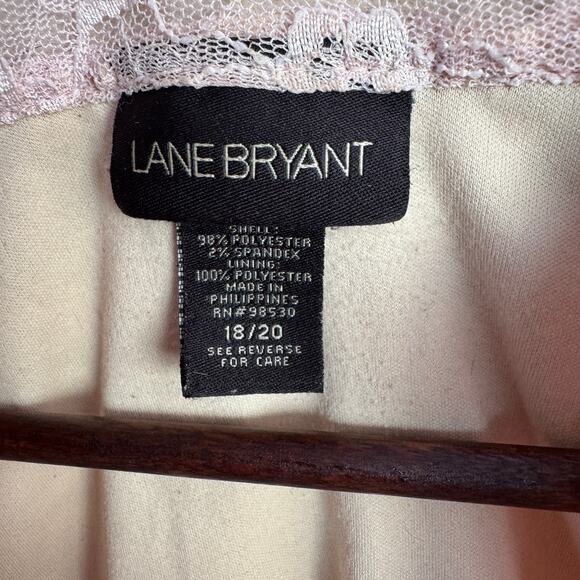 LANE BRYANT
SHELL:
98% POLYESTER
2% SPANDEX
LINING:
100% POLYESTER
MADE IN
PHILIPPINES
RN#98530
18/20
SEE REVERSE
FOR CARE